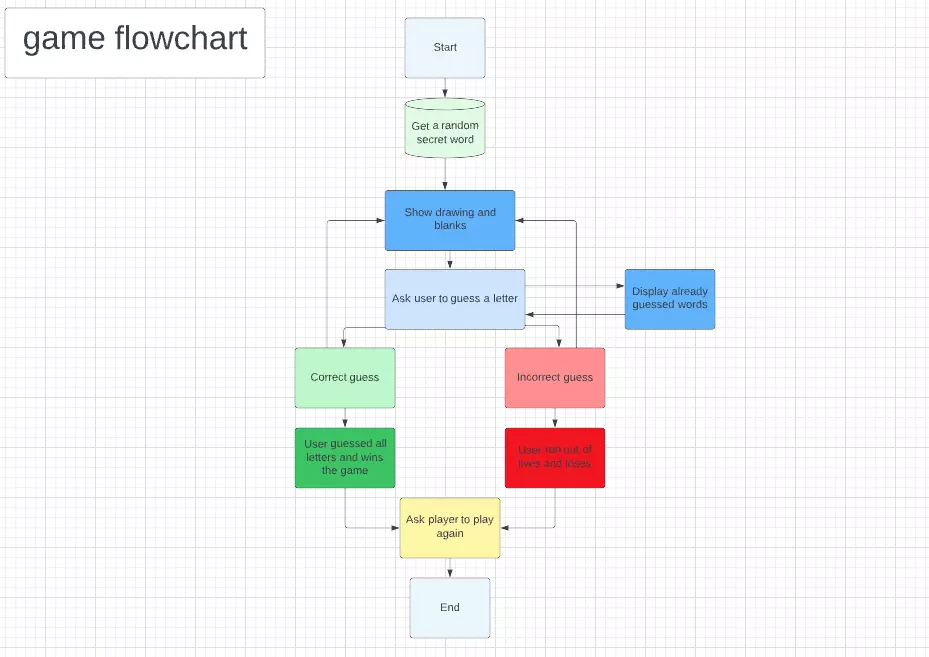 game flowchart
Start
Get a random
secret word
Show drawing and
blanks
Ask user to guess a letter
Display already
guessed words
Correct guess
Incorrect guess
User guessed all
letters and wins
the game
User ran out of
lives and loses
Ask player to play
again
End